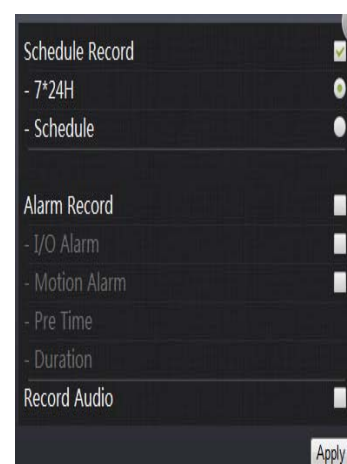 Schedule Record
- 7*24H
- Schedule
Alarm Record
- I/O Alarm
- Motion Alarm
- Pre Time
- Duration
Record Audio
Apply